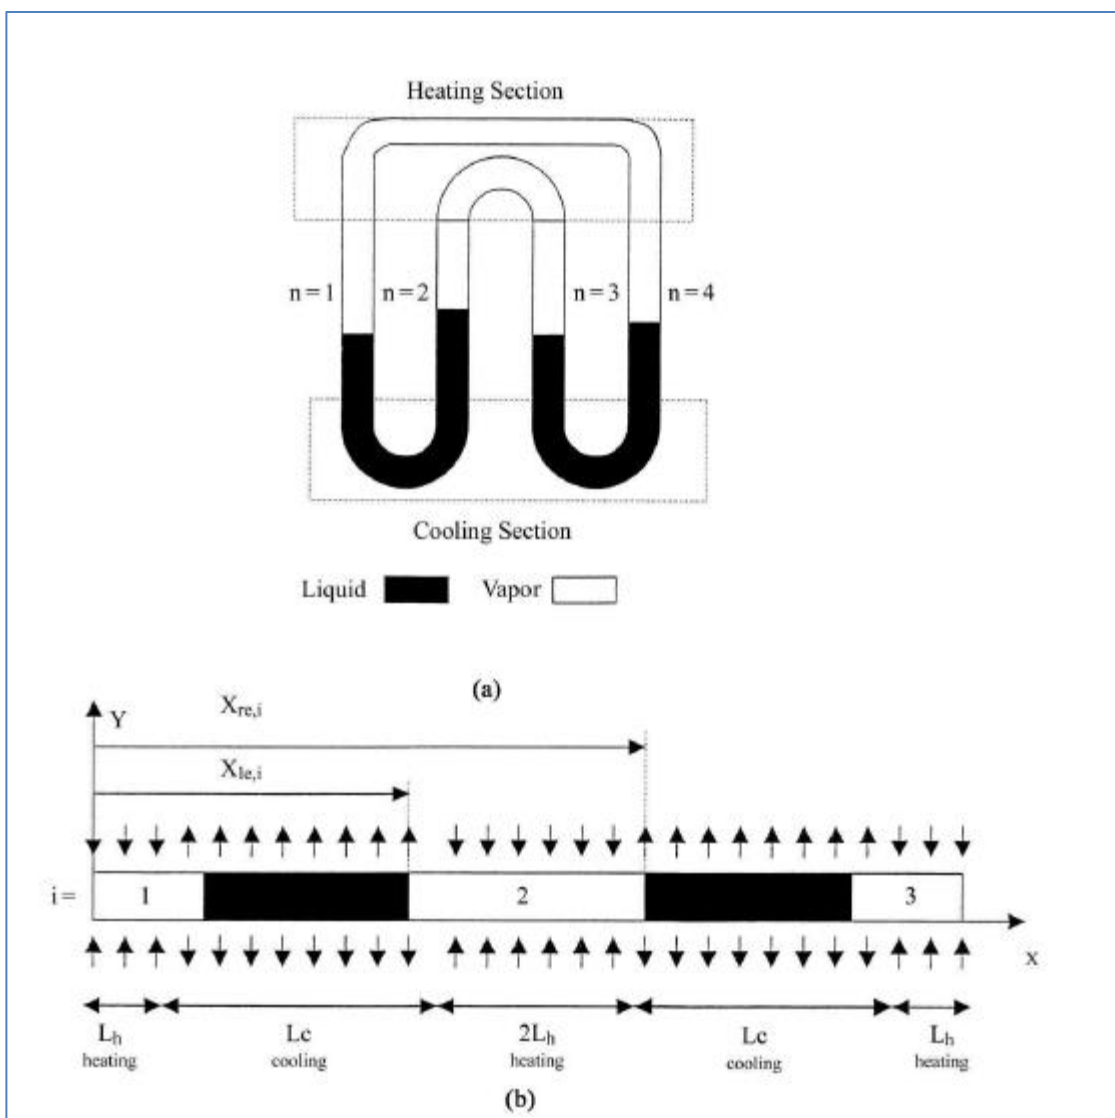 Heating Section
n = 1 n = 2 n = 3 n = 4
Cooling Section
Liquid Vapor
(a)
X_re,i
Y
X_le,i
i = 1 2 3
x
L_h Lc 2L_h Lc L_h
heating cooling heating cooling heating
(b)